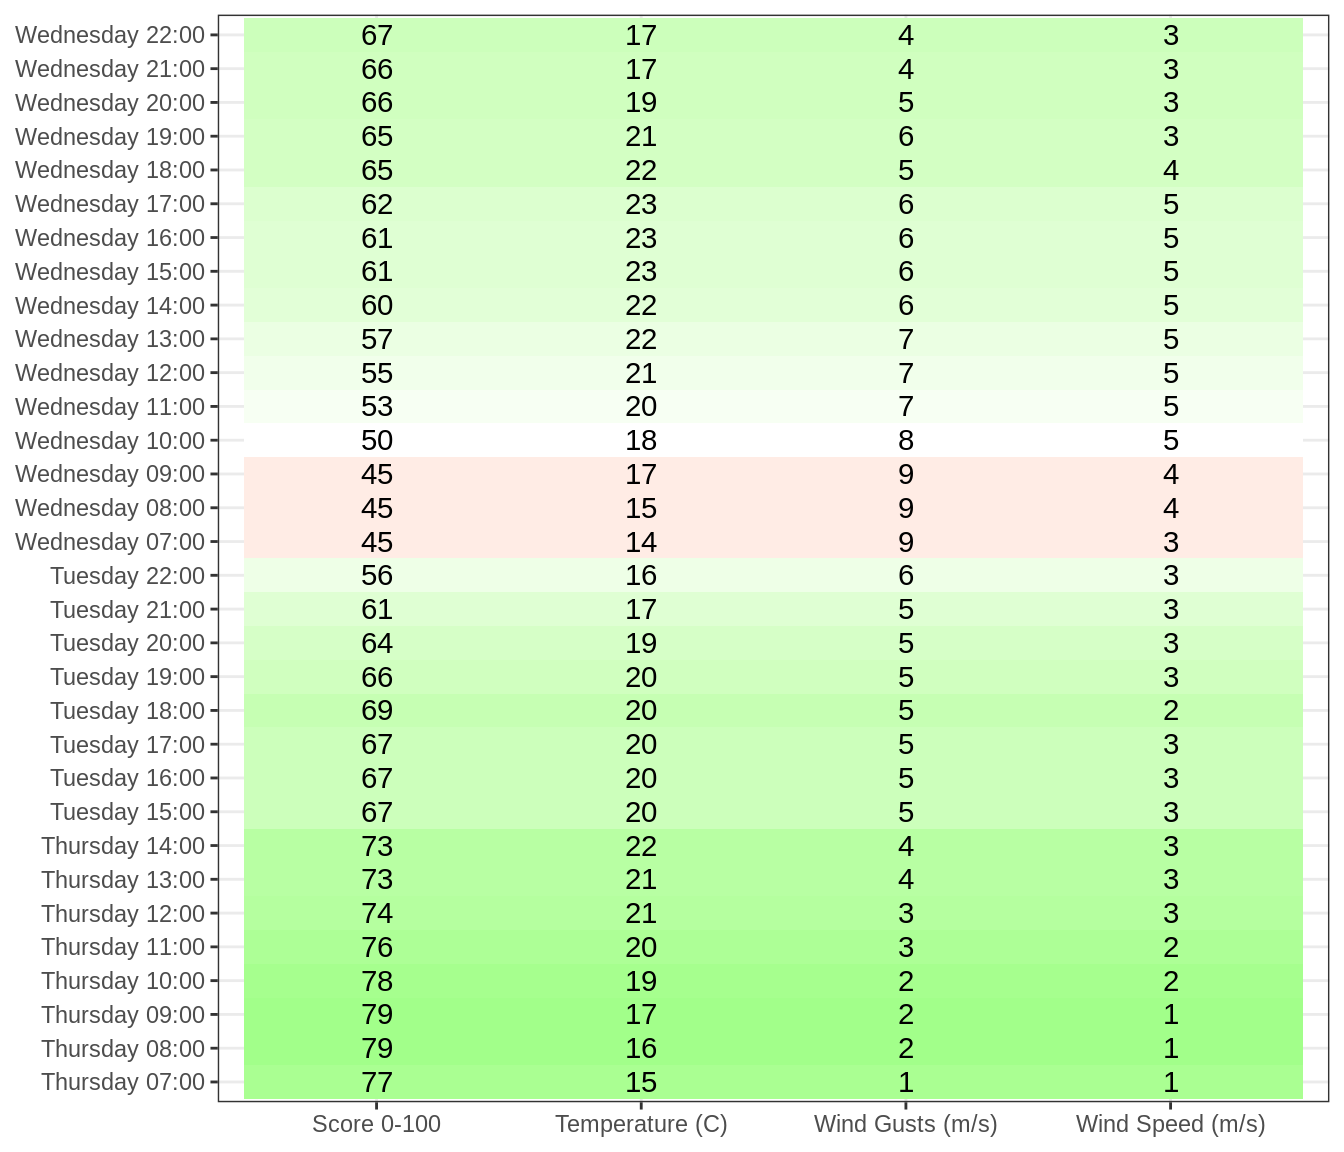 Wednesday 22:00 67 17 4 3
Wednesday 21:00 66 17 4 3
Wednesday 20:00 66 19 5 3
Wednesday 19:00 65 21 6 3
Wednesday 18:00 65 22 5 4
Wednesday 17:00 62 23 6 5
Wednesday 16:00 61 23 6 5
Wednesday 15:00 61 23 6 5
Wednesday 14:00 60 22 6 5
Wednesday 13:00 57 22 7 5
Wednesday 12:00 55 21 7 5
Wednesday 11:00 53 20 7 5
Wednesday 10:00 50 18 8 5
Wednesday 09:00 45 17 9 4
Wednesday 08:00 45 15 9 4
Wednesday 07:00 45 14 9 3
Tuesday 22:00 56 16 6 3
Tuesday 21:00 61 17 5 3
Tuesday 20:00 64 19 5 3
Tuesday 19:00 66 20 5 3
Tuesday 18:00 69 20 5 2
Tuesday 17:00 67 20 5 3
Tuesday 16:00 67 20 5 3
Tuesday 15:00 67 20 5 3
Thursday 14:00 73 22 4 3
Thursday 13:00 73 21 4 3
Thursday 12:00 74 21 3 3
Thursday 11:00 76 20 3 2
Thursday 10:00 78 19 2 2
Thursday 09:00 79 17 2 1
Thursday 08:00 79 16 2 1
Thursday 07:00 77 15 1 1
Score 0-100 Temperature (C) Wind Gusts (m/s) Wind Speed (m/s)